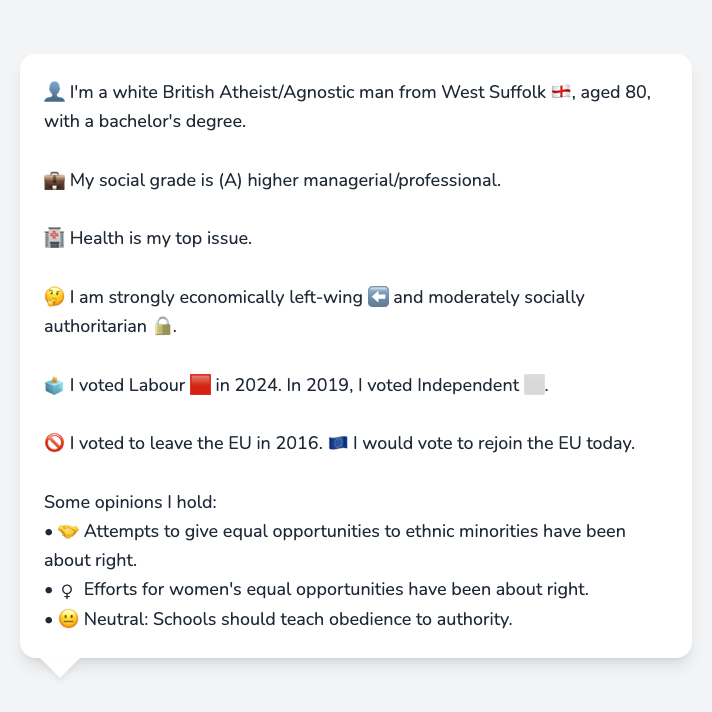 👤 I'm a white British Atheist/Agnostic man from West Suffolk 🏴󠁧󠁢󠁥󠁮󠁧󠁿, aged 80,
with a bachelor's degree.
💼 My social grade is (A) higher managerial/professional.
🏥 Health is my top issue.
🤔 I am strongly economically left-wing ⬅️ and moderately socially
authoritarian 🔒.
🗳️ I voted Labour 🟥 in 2024. In 2019, I voted Independent ⬜.
🚫 I voted to leave the EU in 2016. 🇪🇺 I would vote to rejoin the EU today.
Some opinions I hold:
• 🤝 Attempts to give equal opportunities to ethnic minorities have been
about right.
• ♀ Efforts for women's equal opportunities have been about right.
• 😐 Neutral: Schools should teach obedience to authority.